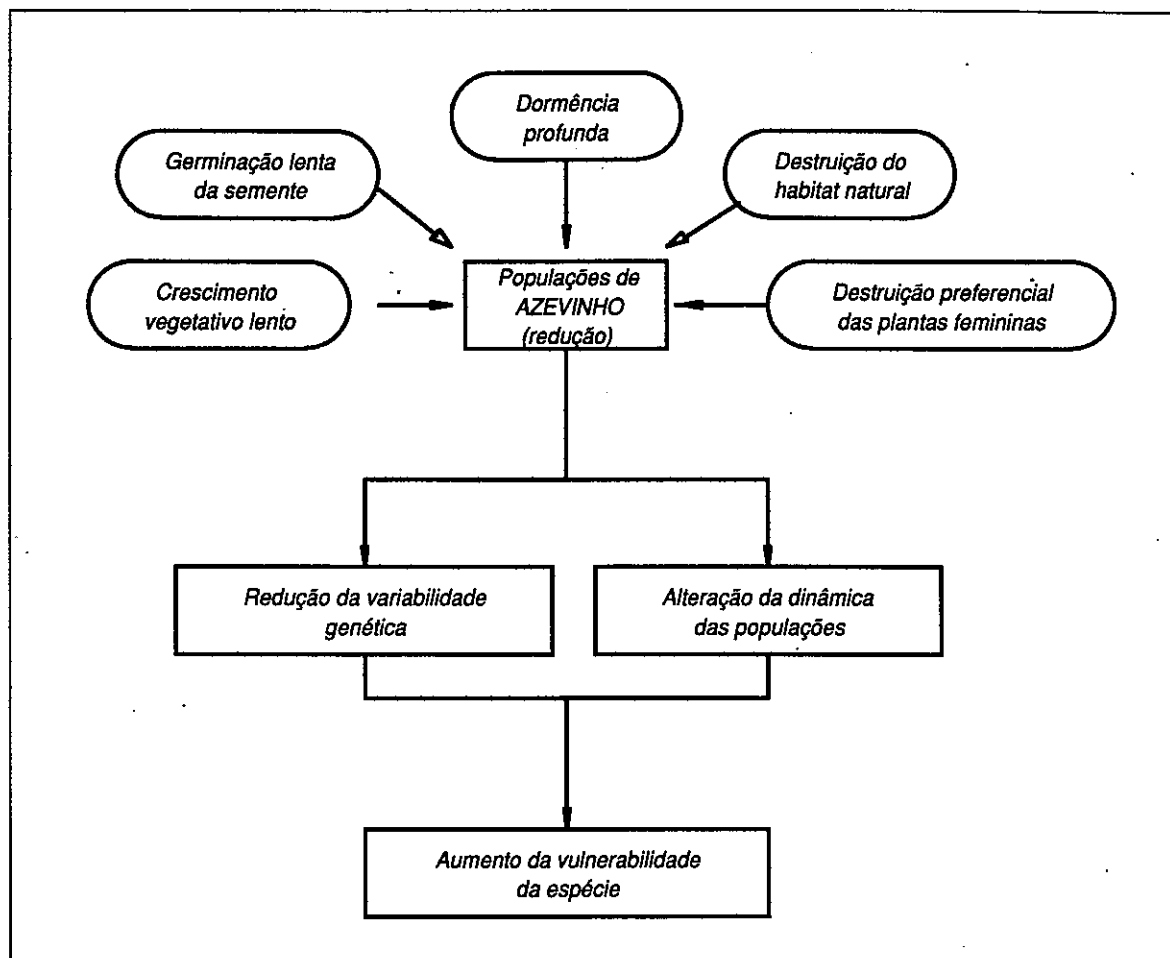 Dormência
profunda
Germinação lenta
da semente
Destruição do
habitat natural
Crescimento
vegetativo lento
Populações de
AZEVINHO
(redução)
Destruição preferencial
das plantas femininas
Redução da variabilidade
genética
Alteração da dinâmica
das populações
Aumento da vulnerabilidade
da espécie